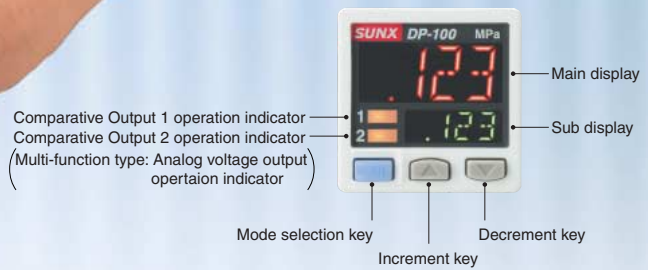 SUNX DP-100 MPa
.123
Main display
Comparative Output 1 operation indicator
1
Comparative Output 2 operation indicator
2
.123
Sub display
(Multi-function type: Analog voltage output
opertaion indicator)
Mode selection key
Decrement key
Increment key